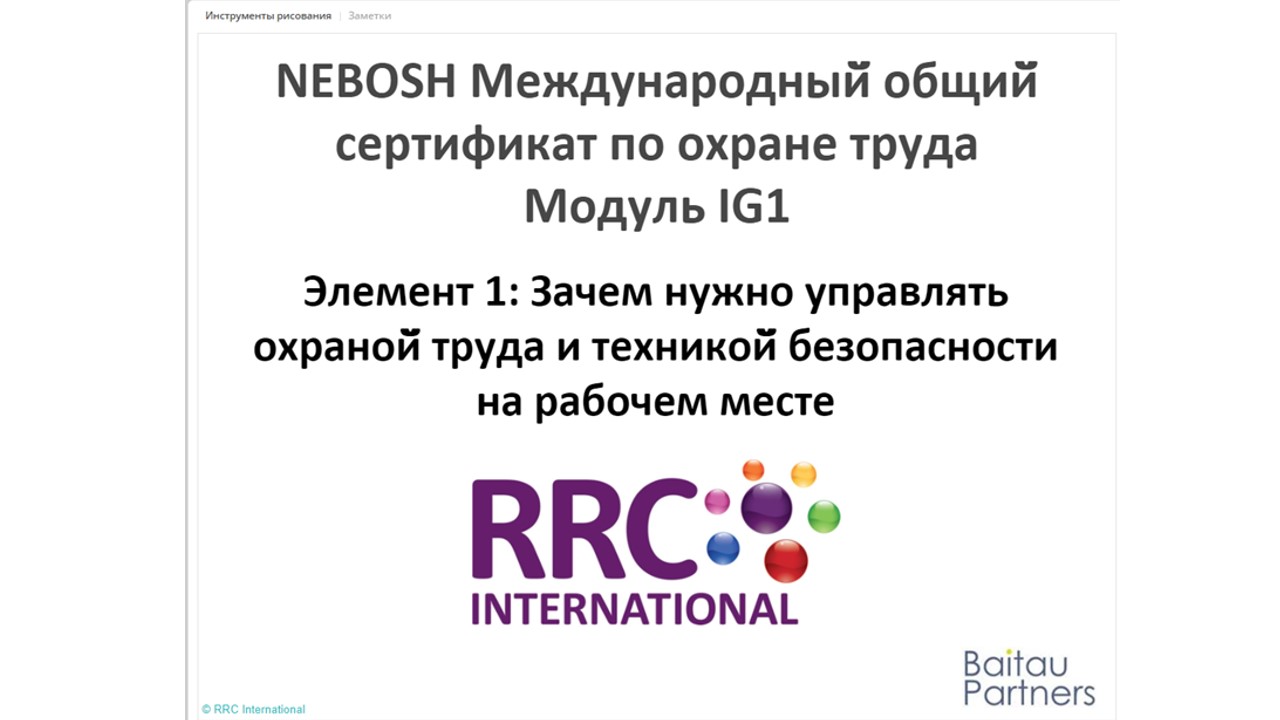 Инструменты рисования | Заметки
NEBOSH Международный общий
сертификат по охране труда
Модуль IG1
Элемент 1: Зачем нужно управлять
охраной труда и техникой безопасности
на рабочем месте
RRC
INTERNATIONAL
Baitau
Partners
© RRC International